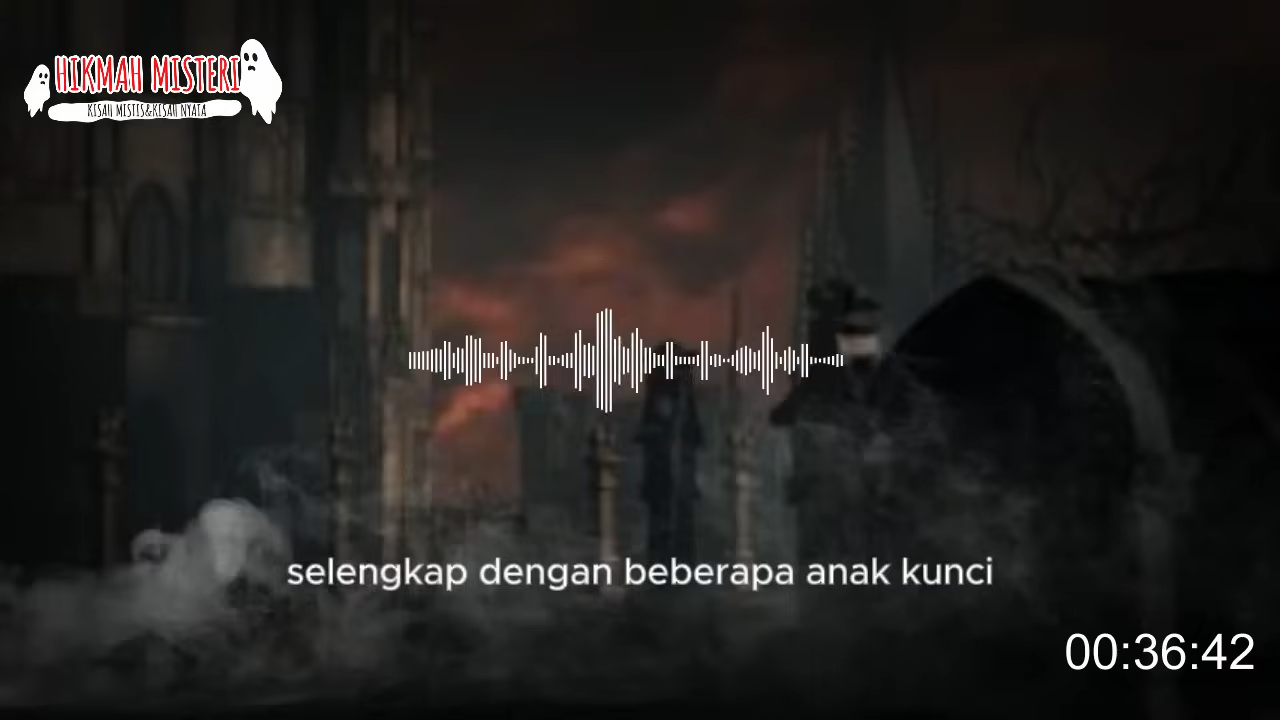 HIKMAH MISTERI
KISAH MISTIS&KISAH NYATA
selengkap dengan beberapa anak kunci
00:36:42